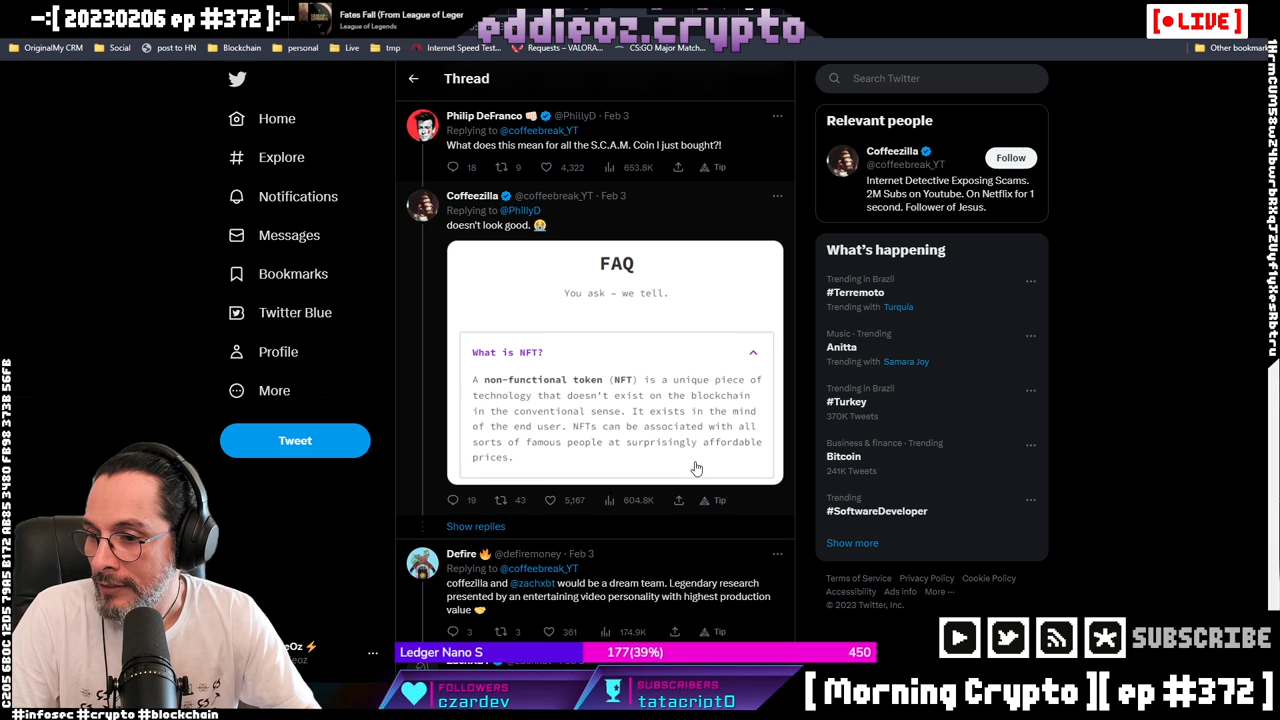 -:[ 20230206 ep #372 ]:-
Fates Fall (From League of Leger
League of Legends
eddieoz.crypto
[● LIVE]
OriginalMy CRM
Social
post to HN
Blockchain
personal
Live
tmp
Internet Speed Test...
Requests – VALORA...
CS:GO Major Match...
Other bookmark
Home
Explore
Notifications
Messages
Bookmarks
Twitter Blue
Profile
More
Tweet
Thread
Philip DeFranco @PhillyD · Feb 3
Replying to @coffeebreak_YT
What does this mean for all the S.C.A.M. Coin I just bought?!
18 9 4,322 653.8K Tip
Coffeezilla @coffeebreak_YT · Feb 3
Replying to @PhillyD
doesn't look good. 😭
FAQ
You ask – we tell.
What is NFT?
A non-functional token (NFT) is a unique piece of
technology that doesn't exist on the blockchain
in the conventional sense. It exists in the mind
of the end user. NFTs can be associated with all
sorts of famous people at surprisingly affordable
prices.
19 43 5,167 604.8K Tip
Show replies
Defire 🔥 @defiremoney · Feb 3
Replying to @coffeebreak_YT
coffezilla and @zachxbt would be a dream team. Legendary research
presented by an entertaining video personality with highest production
value 🤝
3 3 361 174.9K Tip
Search Twitter
Relevant people
Coffeezilla
@coffeebreak_YT
Follow
Internet Detective Exposing Scams.
2M Subs on Youtube. On Netflix for 1
second. Follower of Jesus.
What's happening
Trending in Brazil
#Terremoto
Trending with Turquia
Music · Trending
Anitta
Trending with Samara Joy
Trending in Brazil
#Turkey
370K Tweets
Business & finance · Trending
Bitcoin
241K Tweets
Trending
#SoftwareDeveloper
Show more
Terms of Service Privacy Policy Cookie Policy
Accessibility Ads info More ···
© 2023 Twitter, Inc.
Ledger Nano S 177(39%) 450
FOLLOWERS
czardev
SUBSCRIBERS
tatacript0
SUBSCRIBE
[ Morning Crypto ][ ep #372 ]
#infosec #crypto #blockchain